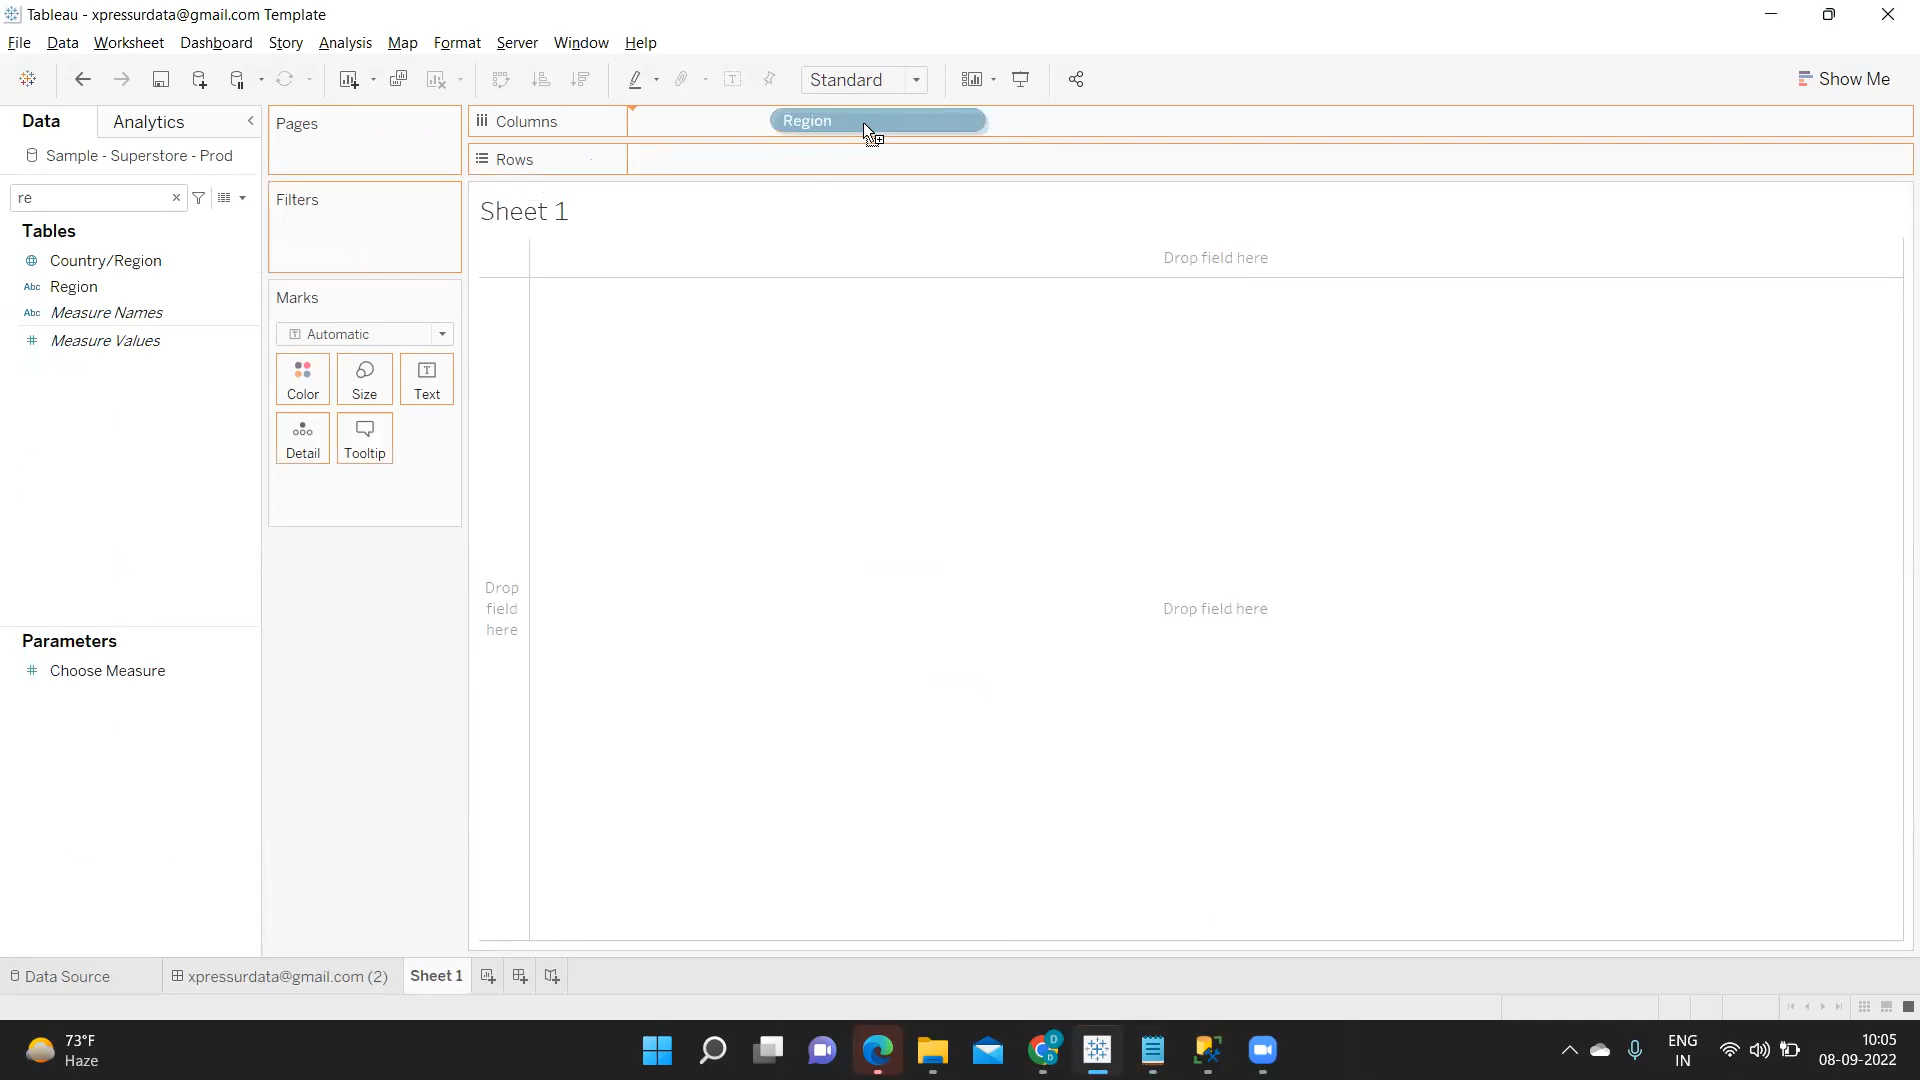 Tableau - xpressurdata@gmail.com Template
File Data Worksheet Dashboard Story Analysis Map Format Server Window Help
Standard
Show Me
Data Analytics
Sample - Superstore - Prod
re
Tables
Country/Region
Abc Region
Abc Measure Names
# Measure Values
Parameters
# Choose Measure
Pages
Filters
Marks
T Automatic
Color Size T Text
Detail Tooltip
Columns Region
Rows
Sheet 1
Drop field here
Drop
field
here
Drop field here
Data Source xpressurdata@gmail.com (2) Sheet 1
73°F
Haze
D
D
ENG
IN
10:05
08-09-2022